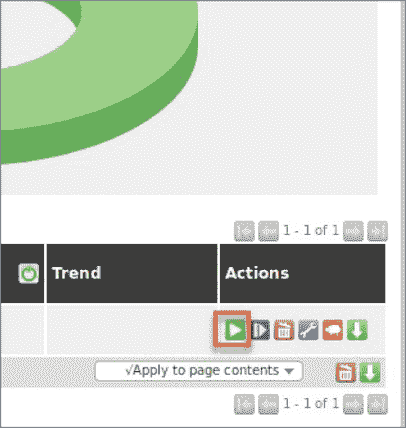 1 - 1 of 1
Trend Actions
√Apply to page contents
1 - 1 of 1